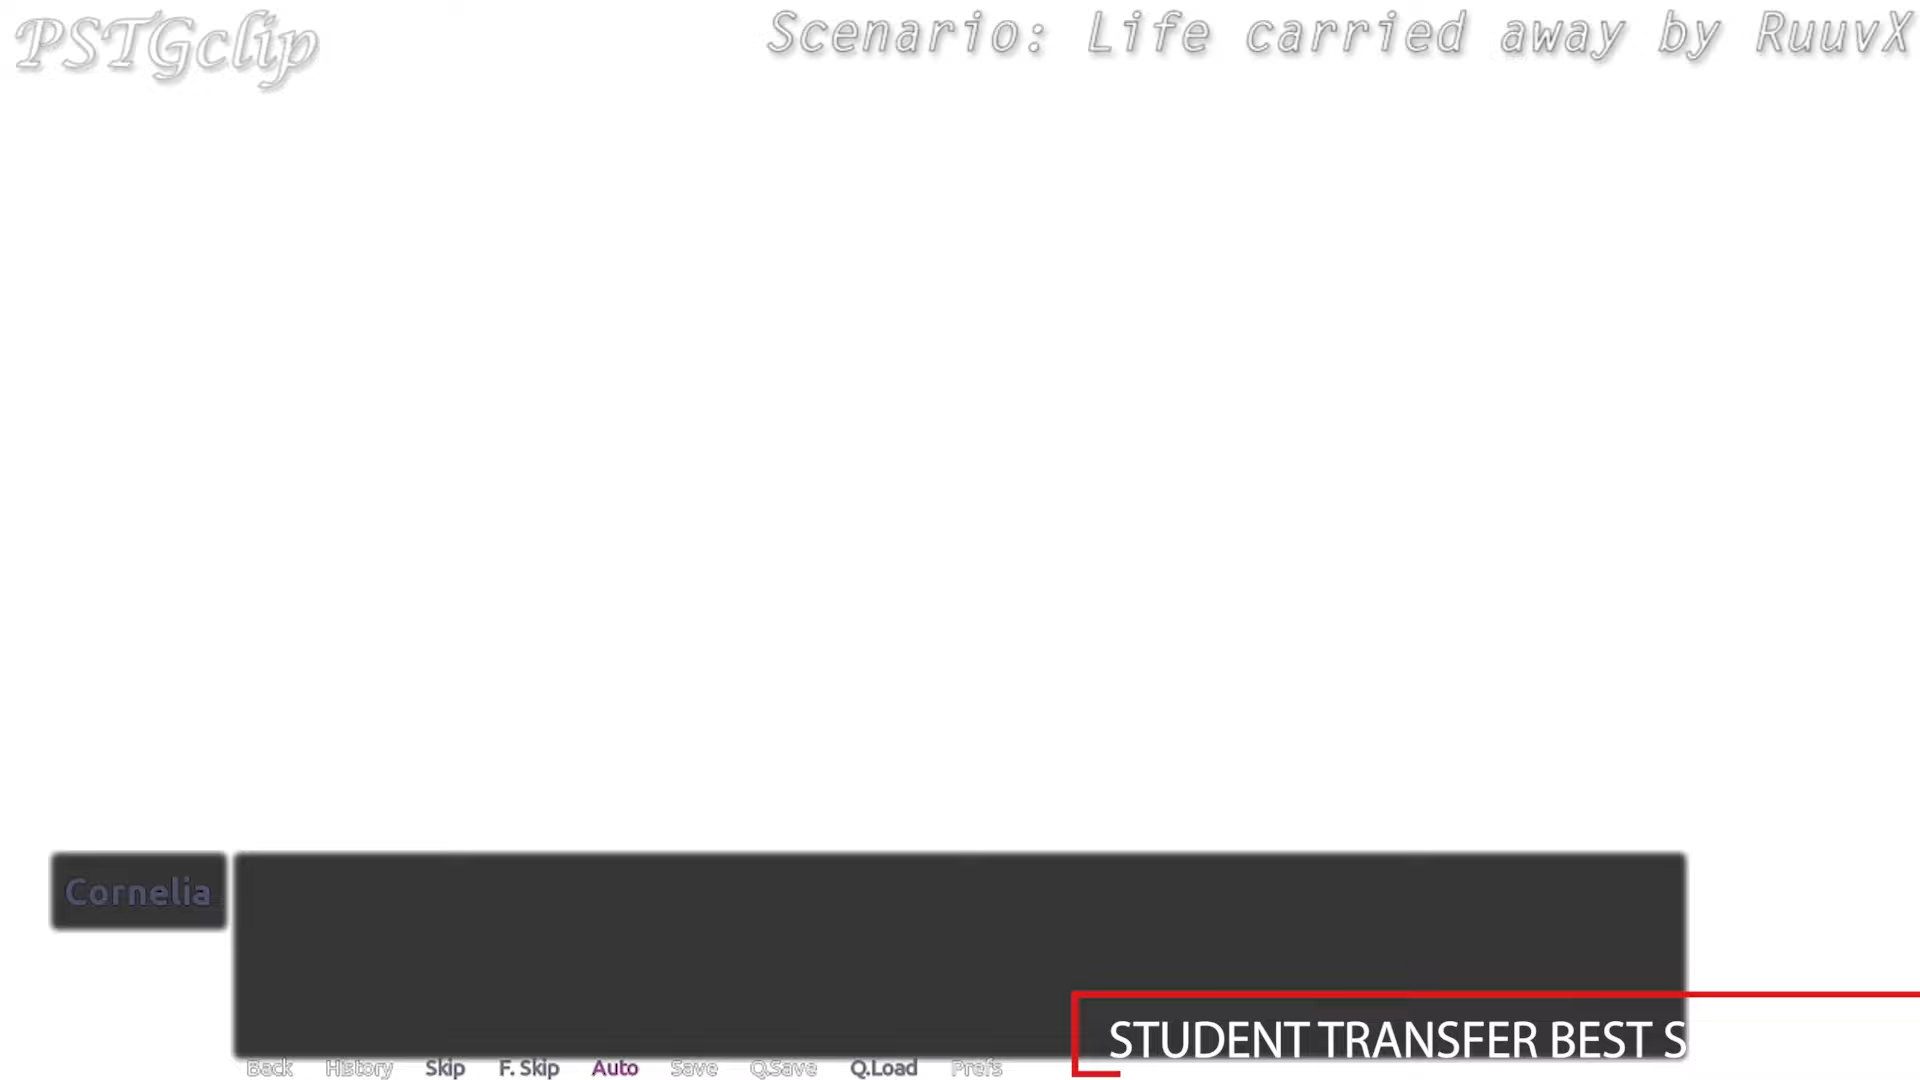 PSTGclip
Scenario: Life carried away by RuuvX
Cornelia
STUDENT TRANSFER BEST S
Back History Skip F. Skip Auto Save Q.Save Q.Load Prefs